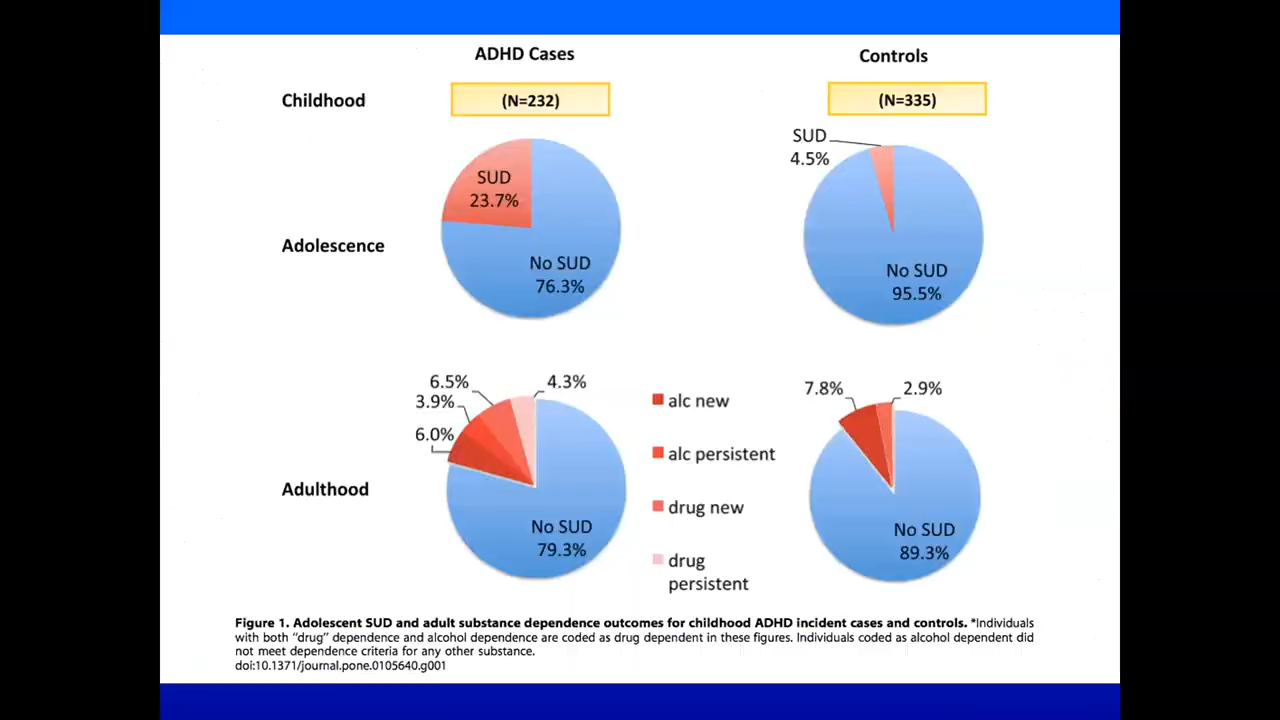 ADHD Cases
Controls
Childhood
(N=232)
(N=335)
SUD
4.5%
SUD
23.7%
Adolescence
No SUD
76.3%
No SUD
95.5%
6.5%
4.3%
3.9%
6.0%
alc new
alc persistent
drug new
drug
persistent
7.8%
2.9%
Adulthood
No SUD
79.3%
No SUD
89.3%
Figure 1. Adolescent SUD and adult substance dependence outcomes for childhood ADHD incident cases and controls. *Individuals
with both "drug" dependence and alcohol dependence are coded as drug dependent in these figures. Individuals coded as alcohol dependent did
not meet dependence criteria for any other substance.
doi:10.1371/journal.pone.0105640.g001